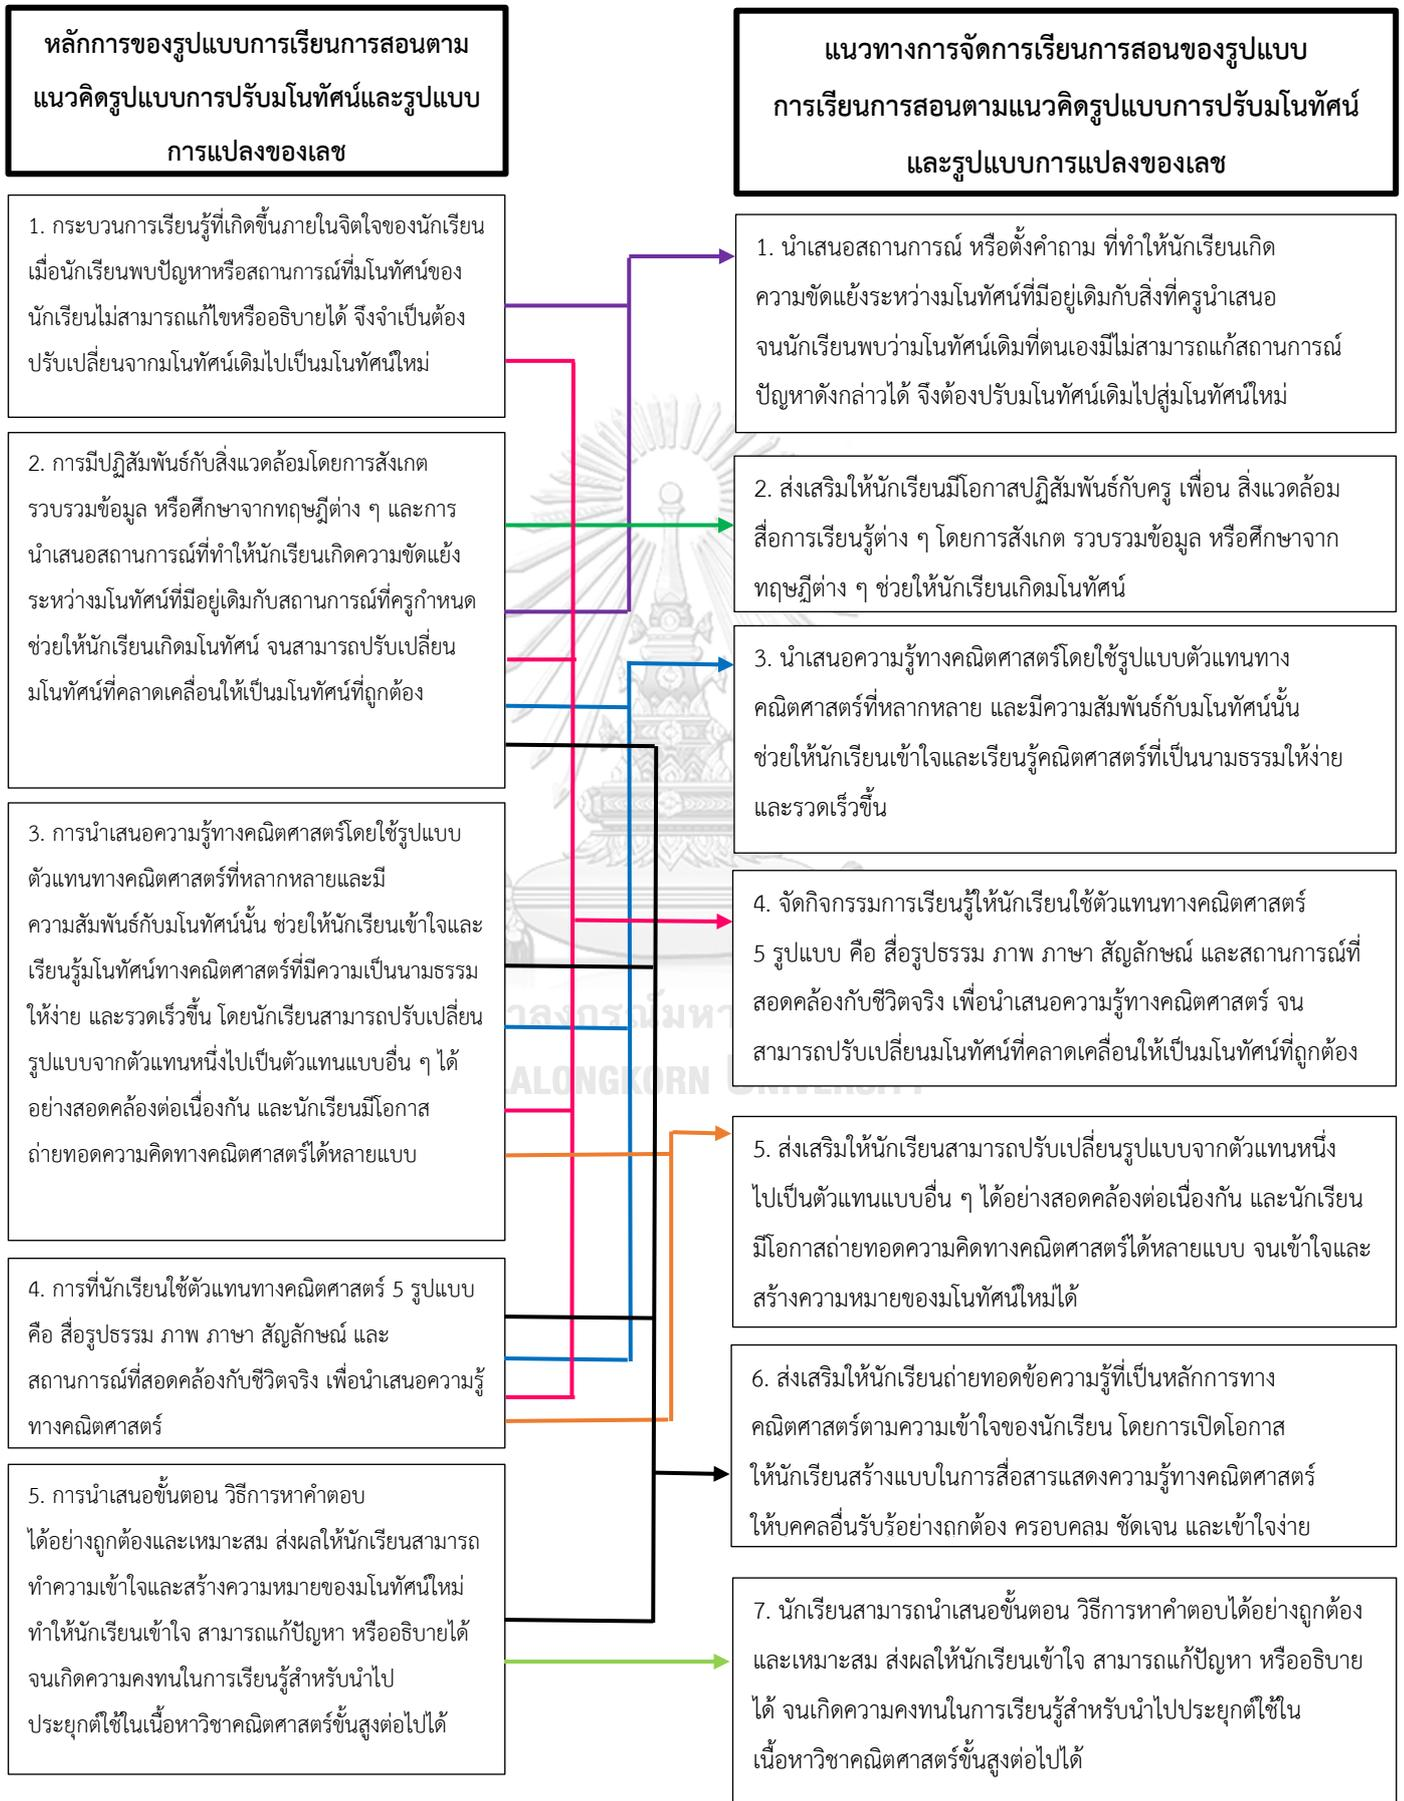 หลักการของรูปแบบการเรียนการสอนตาม
แนวคิดรูปแบบการปรับมโนทัศน์และรูปแบบ
การแปลงของเลช
แนวทางการจัดการเรียนการสอนของรูปแบบ
การเรียนการสอนตามแนวคิดรูปแบบการปรับมโนทัศน์
และรูปแบบการแปลงของเลช
1. กระบวนการเรียนรู้ที่เกิดขึ้นภายในจิตใจของนักเรียน
เมื่อนักเรียนพบปัญหาหรือสถานการณ์ที่มโนทัศน์ของ
นักเรียนไม่สามารถแก้ไขหรืออธิบายได้ จึงจำเป็นต้อง
ปรับเปลี่ยนจากมโนทัศน์เดิมไปเป็นมโนทัศน์ใหม่
2. การมีปฏิสัมพันธ์กับสิ่งแวดล้อมโดยการสังเกต
รวบรวมข้อมูล หรือศึกษาจากทฤษฎีต่าง ๆ และการ
นำเสนอสถานการณ์ที่ทำให้นักเรียนเกิดความขัดแย้ง
ระหว่างมโนทัศน์ที่มีอยู่เดิมกับสถานการณ์ที่ครูกำหนด
ช่วยให้นักเรียนเกิดมโนทัศน์ จนสามารถปรับเปลี่ยน
มโนทัศน์ที่คลาดเคลื่อนให้เป็นมโนทัศน์ที่ถูกต้อง
3. การนำเสนอความรู้ทางคณิตศาสตร์โดยใช้รูปแบบ
ตัวแทนทางคณิตศาสตร์ที่หลากหลายและมี
ความสัมพันธ์กับมโนทัศน์นั้น ช่วยให้นักเรียนเข้าใจและ
เรียนรู้มโนทัศน์ทางคณิตศาสตร์ที่มีความเป็นนามธรรม
ให้ง่าย และรวดเร็วขึ้น โดยนักเรียนสามารถปรับเปลี่ยน
รูปแบบจากตัวแทนหนึ่งไปเป็นตัวแทนแบบอื่น ๆ ได้
อย่างสอดคล้องต่อเนื่องกัน และนักเรียนมีโอกาส
ถ่ายทอดความคิดทางคณิตศาสตร์ได้หลายแบบ
4. การที่นักเรียนใช้ตัวแทนทางคณิตศาสตร์ 5 รูปแบบ
คือ สื่อรูปธรรม ภาพ ภาษา สัญลักษณ์ และ
สถานการณ์ที่สอดคล้องกับชีวิตจริง เพื่อนำเสนอความรู้
ทางคณิตศาสตร์
5. การนำเสนอขั้นตอน วิธีการหาคำตอบ
ได้อย่างถูกต้องและเหมาะสม ส่งผลให้นักเรียนสามารถ
ทำความเข้าใจและสร้างความหมายของมโนทัศน์ใหม่
ทำให้นักเรียนเข้าใจ สามารถแก้ปัญหา หรืออธิบายได้
จนเกิดความคงทนในการเรียนรู้สำหรับนำไป
ประยุกต์ใช้ในเนื้อหาวิชาคณิตศาสตร์ขั้นสูงต่อไปได้
1. นำเสนอสถานการณ์ หรือตั้งคำถาม ที่ทำให้นักเรียนเกิด
ความขัดแย้งระหว่างมโนทัศน์ที่มีอยู่เดิมกับสิ่งที่ครูนำเสนอ
จนนักเรียนพบว่ามโนทัศน์เดิมที่ตนเองมีไม่สามารถแก้สถานการณ์
ปัญหาดังกล่าวได้ จึงต้องปรับมโนทัศน์เดิมไปสู่มโนทัศน์ใหม่
2. ส่งเสริมให้นักเรียนมีโอกาสปฏิสัมพันธ์กับครู เพื่อน สิ่งแวดล้อม
สื่อการเรียนรู้ต่าง ๆ โดยการสังเกต รวบรวมข้อมูล หรือศึกษาจาก
ทฤษฎีต่าง ๆ ช่วยให้นักเรียนเกิดมโนทัศน์
3. นำเสนอความรู้ทางคณิตศาสตร์โดยใช้รูปแบบตัวแทนทาง
คณิตศาสตร์ที่หลากหลาย และมีความสัมพันธ์กับมโนทัศน์นั้น
ช่วยให้นักเรียนเข้าใจและเรียนรู้คณิตศาสตร์ที่เป็นนามธรรมให้ง่าย
และรวดเร็วขึ้น
4. จัดกิจกรรมการเรียนรู้ให้นักเรียนใช้ตัวแทนทางคณิตศาสตร์
5 รูปแบบ คือ สื่อรูปธรรม ภาพ ภาษา สัญลักษณ์ และสถานการณ์ที่
สอดคล้องกับชีวิตจริง เพื่อนำเสนอความรู้ทางคณิตศาสตร์ จน
สามารถปรับเปลี่ยนมโนทัศน์ที่คลาดเคลื่อนให้เป็นมโนทัศน์ที่ถูกต้อง
5. ส่งเสริมให้นักเรียนสามารถปรับเปลี่ยนรูปแบบจากตัวแทนหนึ่ง
ไปเป็นตัวแทนแบบอื่น ๆ ได้อย่างสอดคล้องต่อเนื่องกัน และนักเรียน
มีโอกาสถ่ายทอดความคิดทางคณิตศาสตร์ได้หลายแบบ จนเข้าใจและ
สร้างความหมายของมโนทัศน์ใหม่ได้
6. ส่งเสริมให้นักเรียนถ่ายทอดข้อความรู้ที่เป็นหลักการทาง
คณิตศาสตร์ตามความเข้าใจของนักเรียน โดยการเปิดโอกาส
ให้นักเรียนสร้างแบบในการสื่อสารแสดงความรู้ทางคณิตศาสตร์
ให้บุคคลอื่นรับรู้อย่างถูกต้อง ครอบคลุม ชัดเจน และเข้าใจง่าย
7. นักเรียนสามารถนำเสนอขั้นตอน วิธีการหาคำตอบได้อย่างถูกต้อง
และเหมาะสม ส่งผลให้นักเรียนเข้าใจ สามารถแก้ปัญหา หรืออธิบาย
ได้ จนเกิดความคงทนในการเรียนรู้สำหรับนำไปประยุกต์ใช้ใน
เนื้อหาวิชาคณิตศาสตร์ขั้นสูงต่อไปได้
าลงกรณ์มหา
LALONGKORN UNIVERSITY